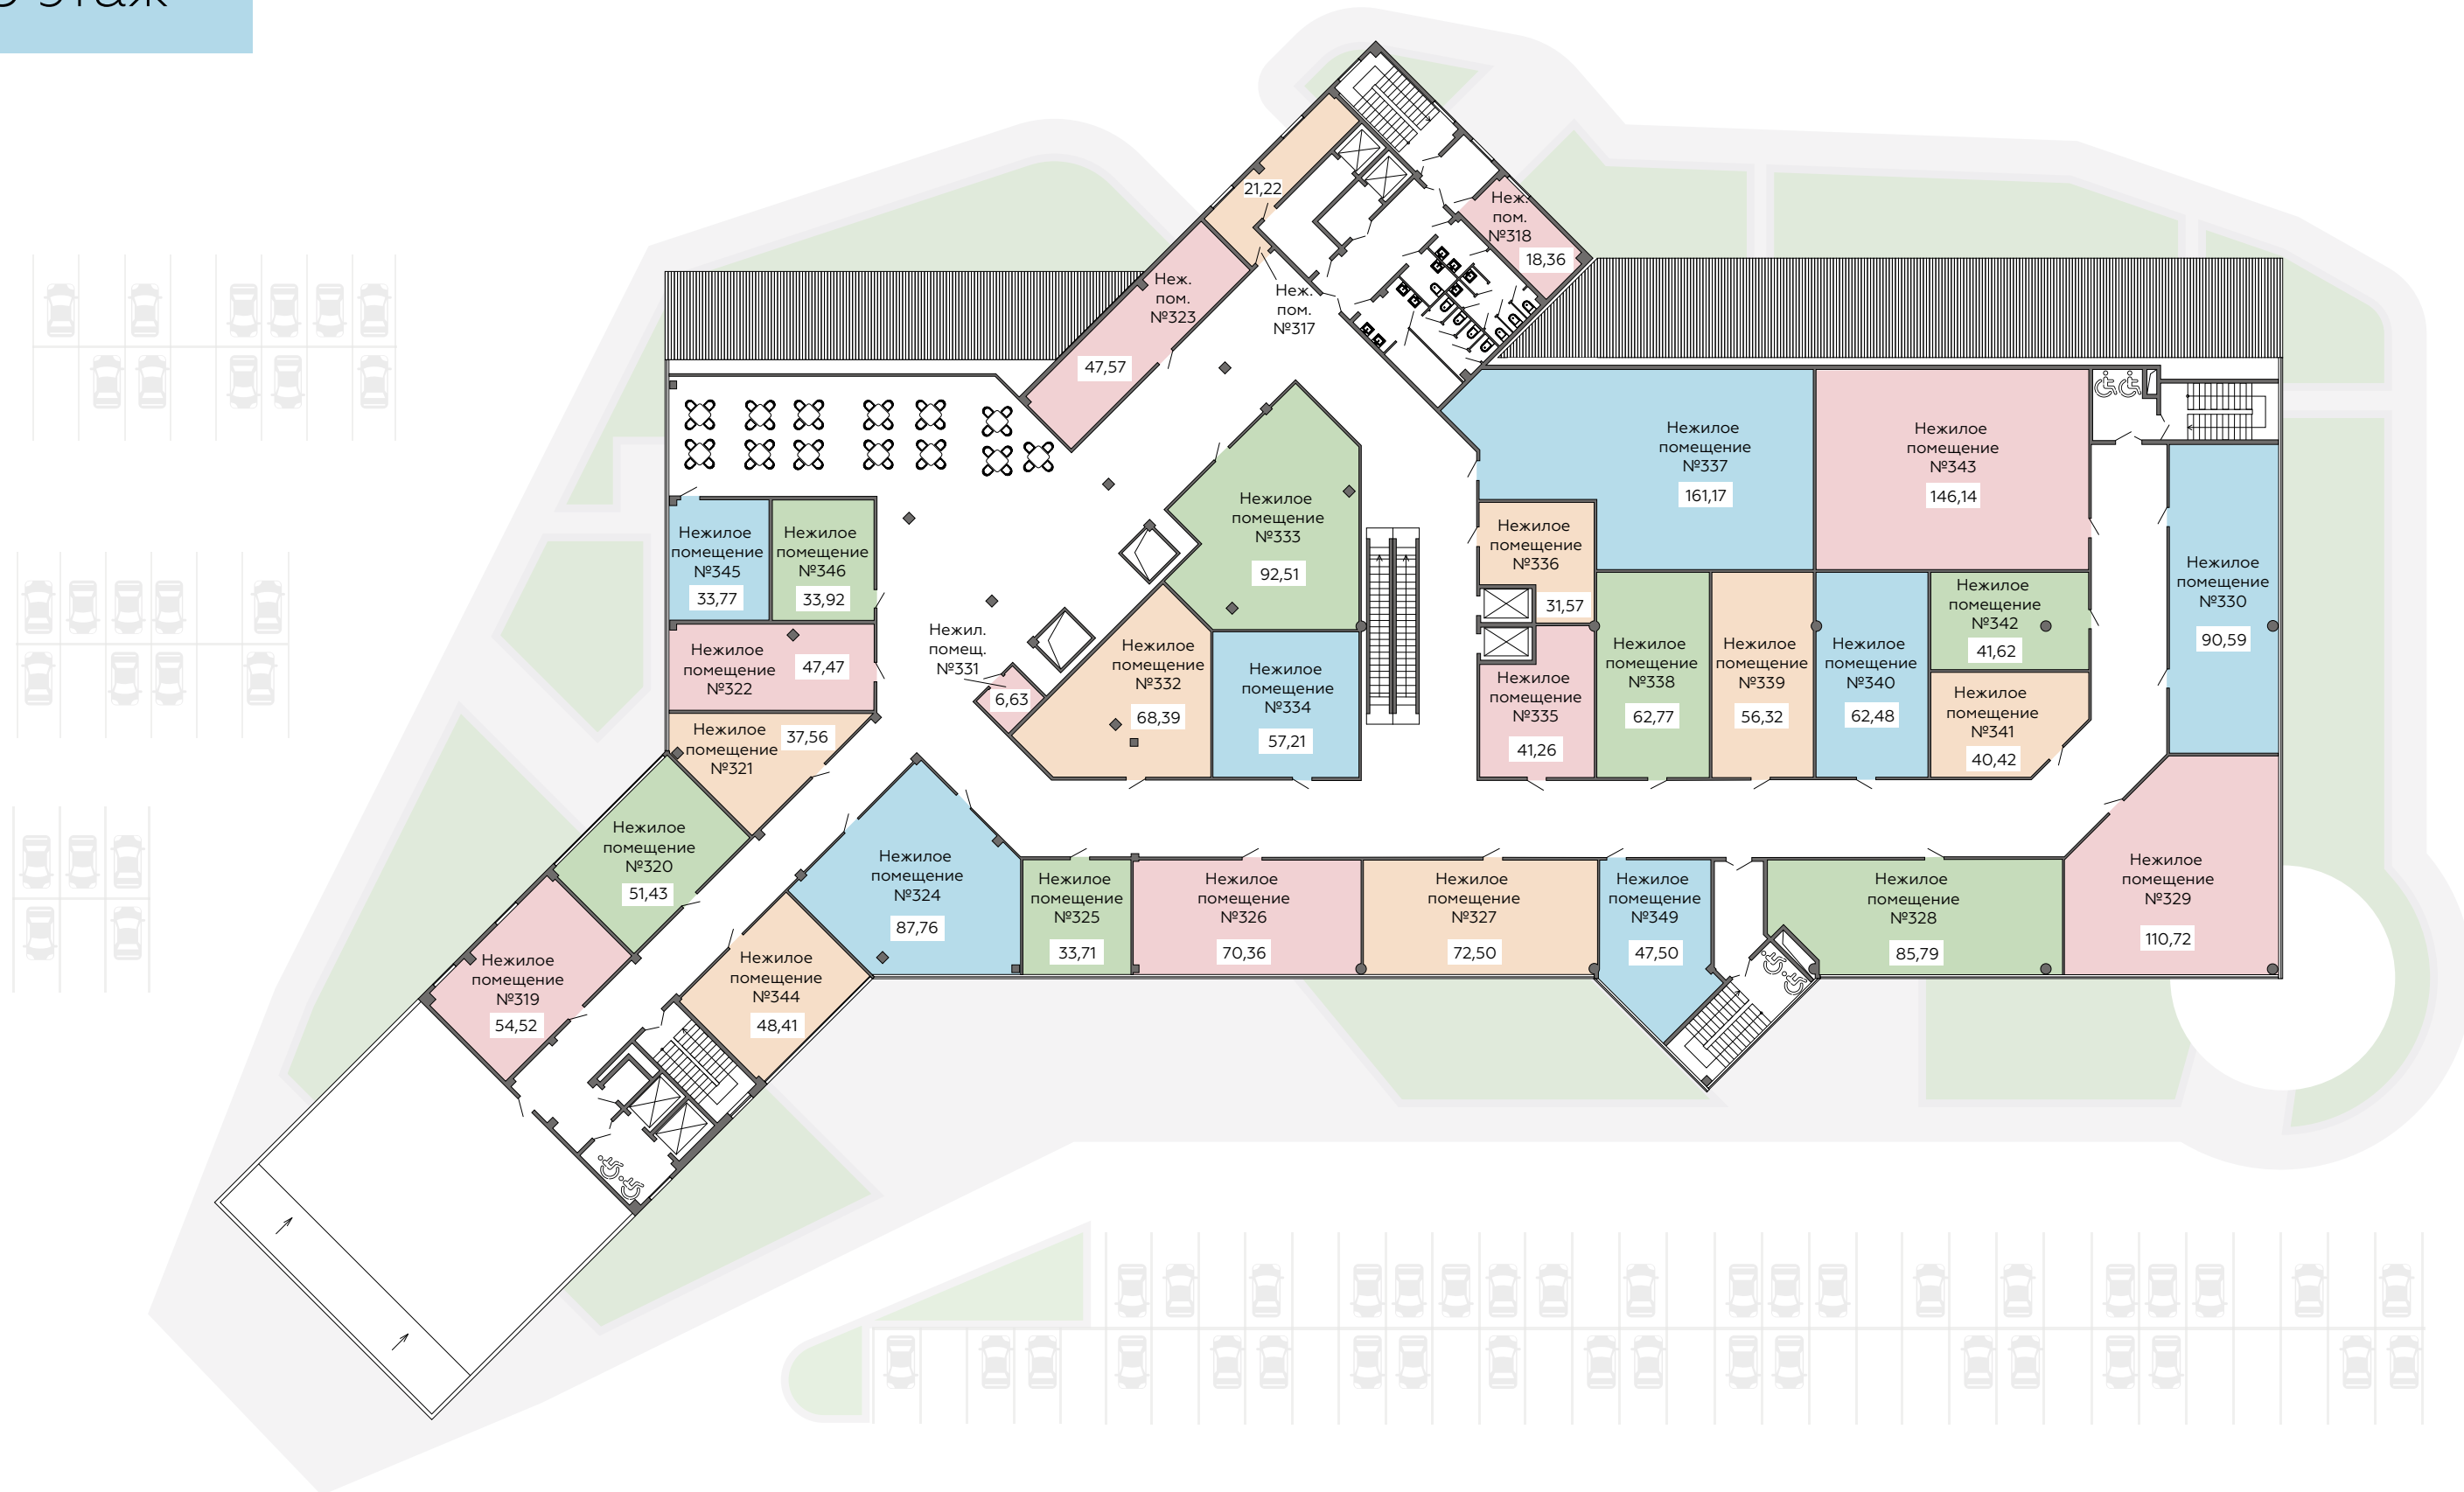 этаж
21,22
Неж.
пом.
№318
18,36
Неж.
пом.
№323
47,57
Неж.
пом.
№317
Нежилое
помещение
№337
161,17
Нежилое
помещение
№343
146,14
Нежилое
помещение
№333
92,51
Нежилое
помещение
№345
33,77
Нежилое
помещение
№346
33,92
Нежилое
помещение
№336
31,57
Нежилое
помещение
№330
90,59
Нежилое
помещение
№322
47,47
Нежил.
помещ.
№331
6,63
Нежилое
помещение
№332
68,39
Нежилое
помещение
№334
57,21
Нежилое
помещение
№335
41,26
Нежилое
помещение
№338
62,77
Нежилое
помещение
№339
56,32
Нежилое
помещение
№340
62,48
Нежилое
помещение
№342
41,62
Нежилое
помещение
№341
40,42
Нежилое
помещение
№321
37,56
Нежилое
помещение
№320
51,43
Нежилое
помещение
№324
87,76
Нежилое
помещение
№325
33,71
Нежилое
помещение
№326
70,36
Нежилое
помещение
№327
72,50
Нежилое
помещение
№349
47,50
Нежилое
помещение
№328
85,79
Нежилое
помещение
№329
110,72
Нежилое
помещение
№319
54,52
Нежилое
помещение
№344
48,41